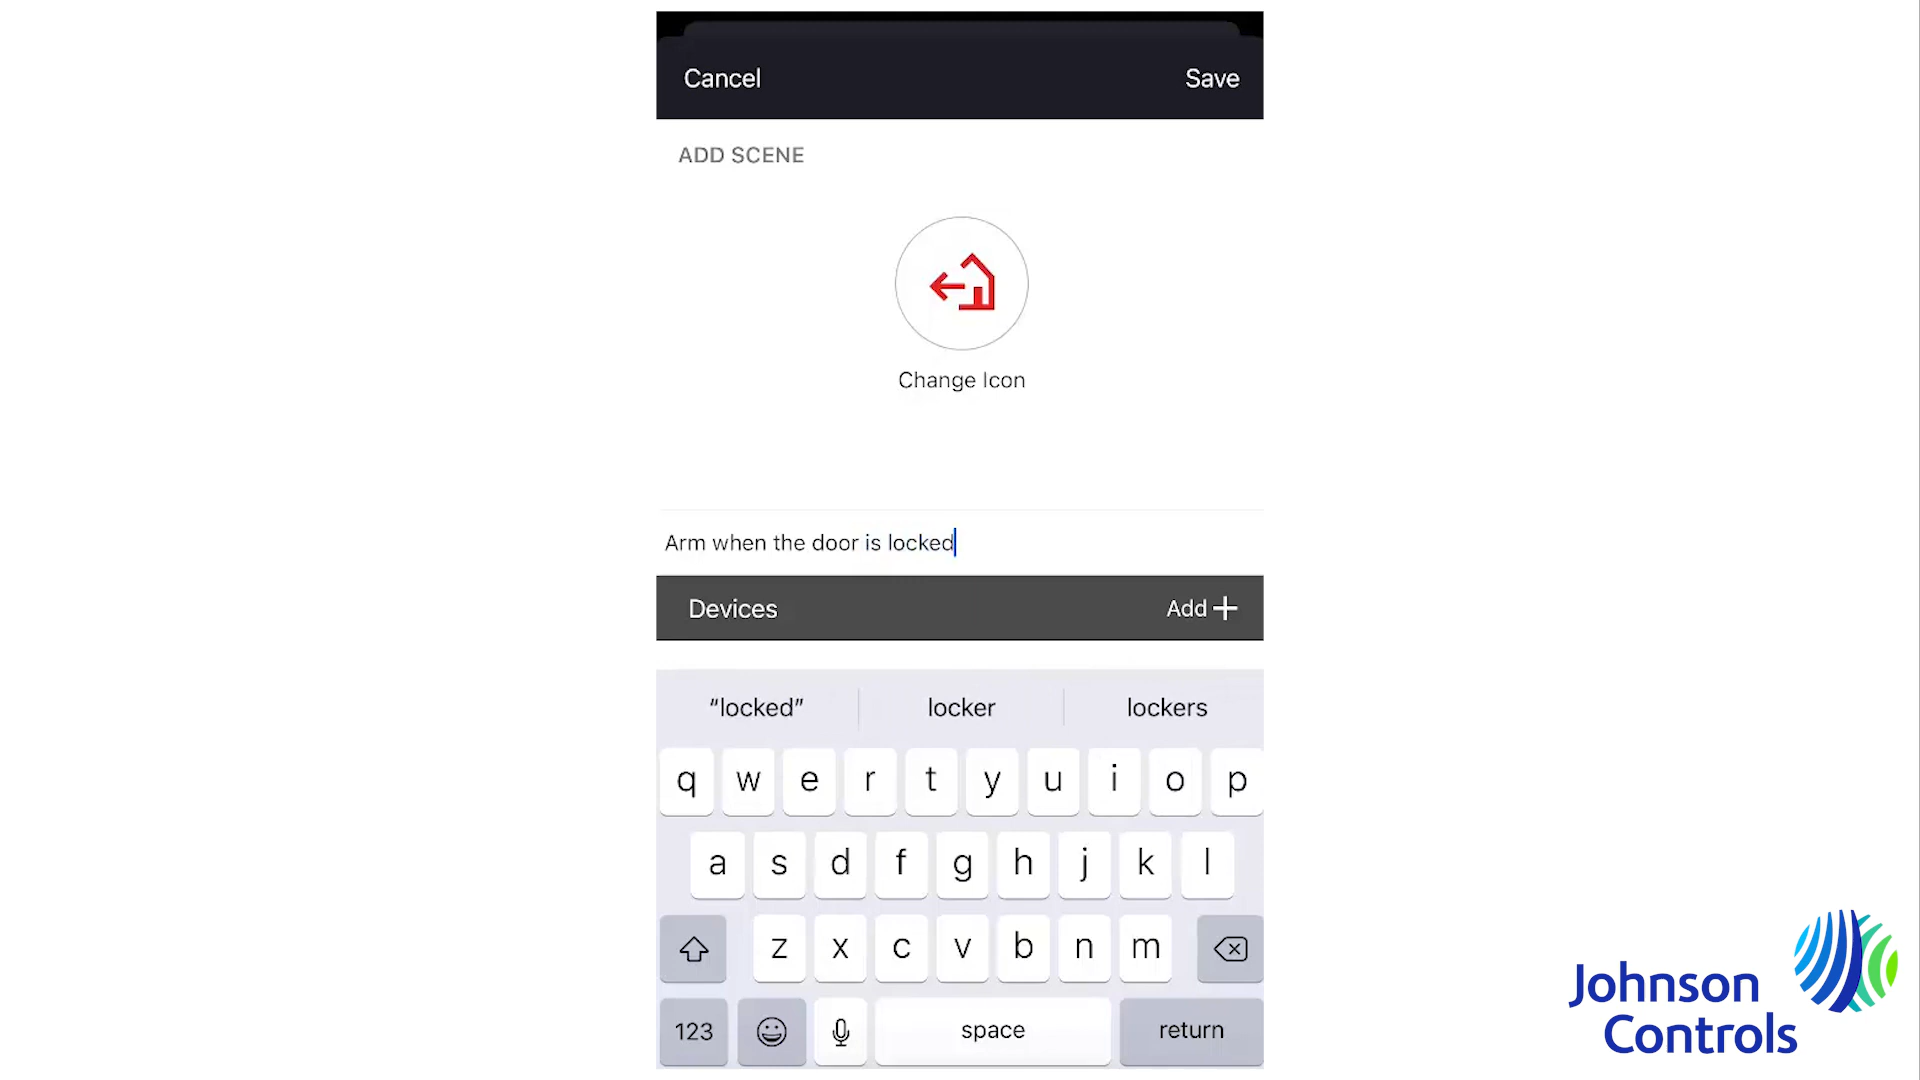 Cancel Save
ADD SCENE
Change Icon
Arm when the door is locked
Devices Add +
“locked” locker lockers
q w e r t y u i o p
a s d f g h j k l
z x c v b n m
123 space return
Johnson
Controls